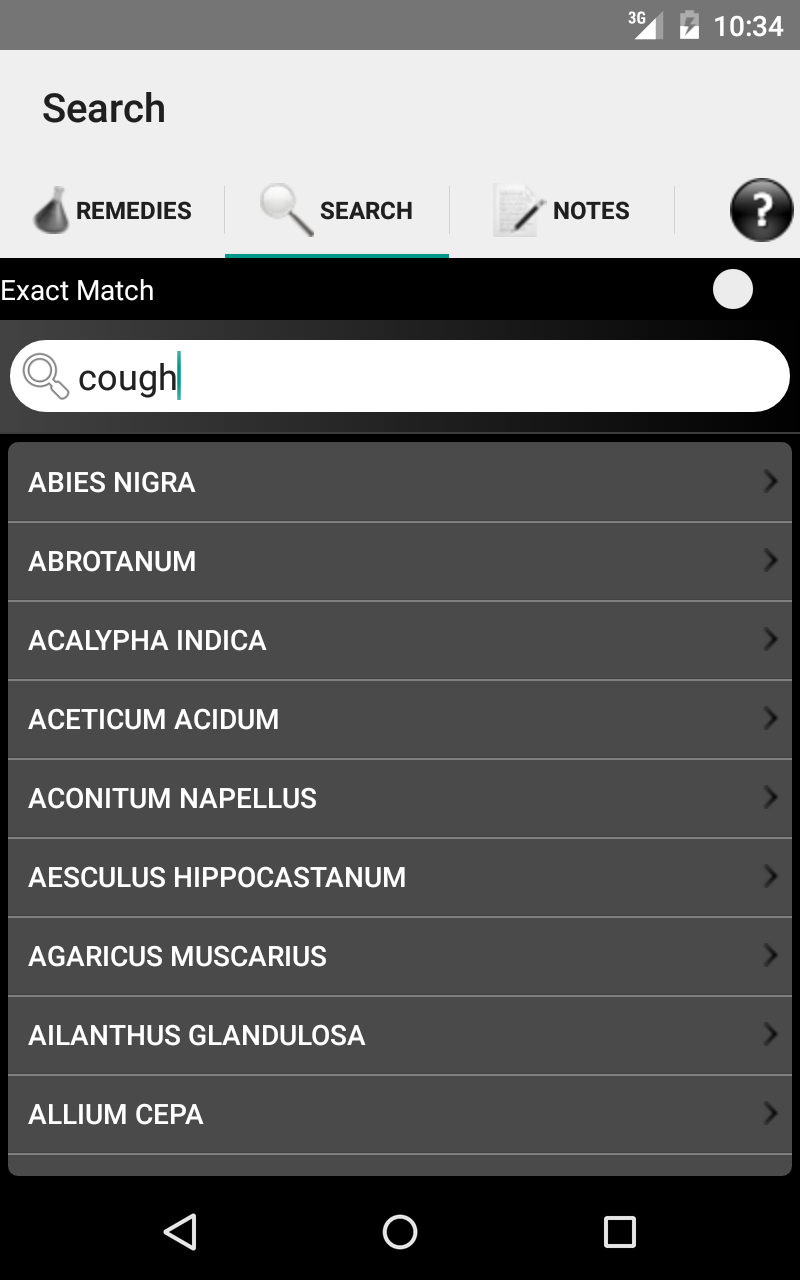 3G 10:34
Search
REMEDIES SEARCH NOTES ?
Exact Match
cough
ABIES NIGRA
ABROTANUM
ACALYPHA INDICA
ACETICUM ACIDUM
ACONITUM NAPELLUS
AESCULUS HIPPOCASTANUM
AGARICUS MUSCARIUS
AILANTHUS GLANDULOSA
ALLIUM CEPA